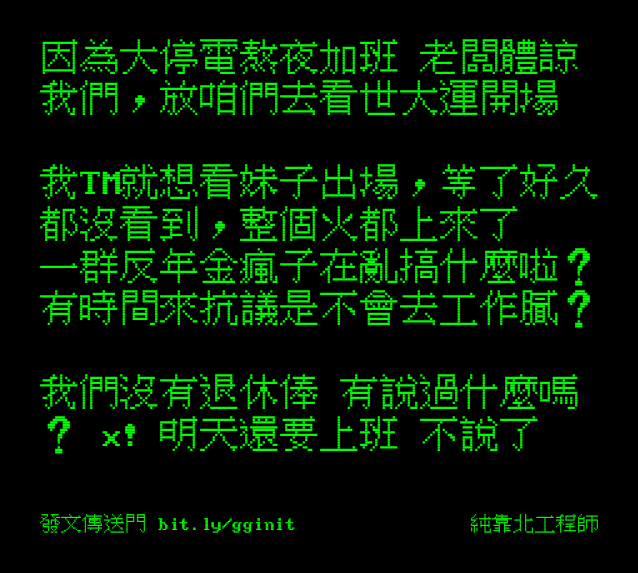 因為大停電熬夜加班 老闆體諒
我們，放咱們去看世大運開場
我TM就想看妹子出場，等了好久
都沒看到，整個火都上來了
一群反年金瘋子在亂搞什麼啦？
有時間來抗議是不會去工作膩？
我們沒有退休俸 有說過什麼嗎
？ x! 明天還要上班 不說了
發文傳送門 bit.ly/gginit
純靠北工程師